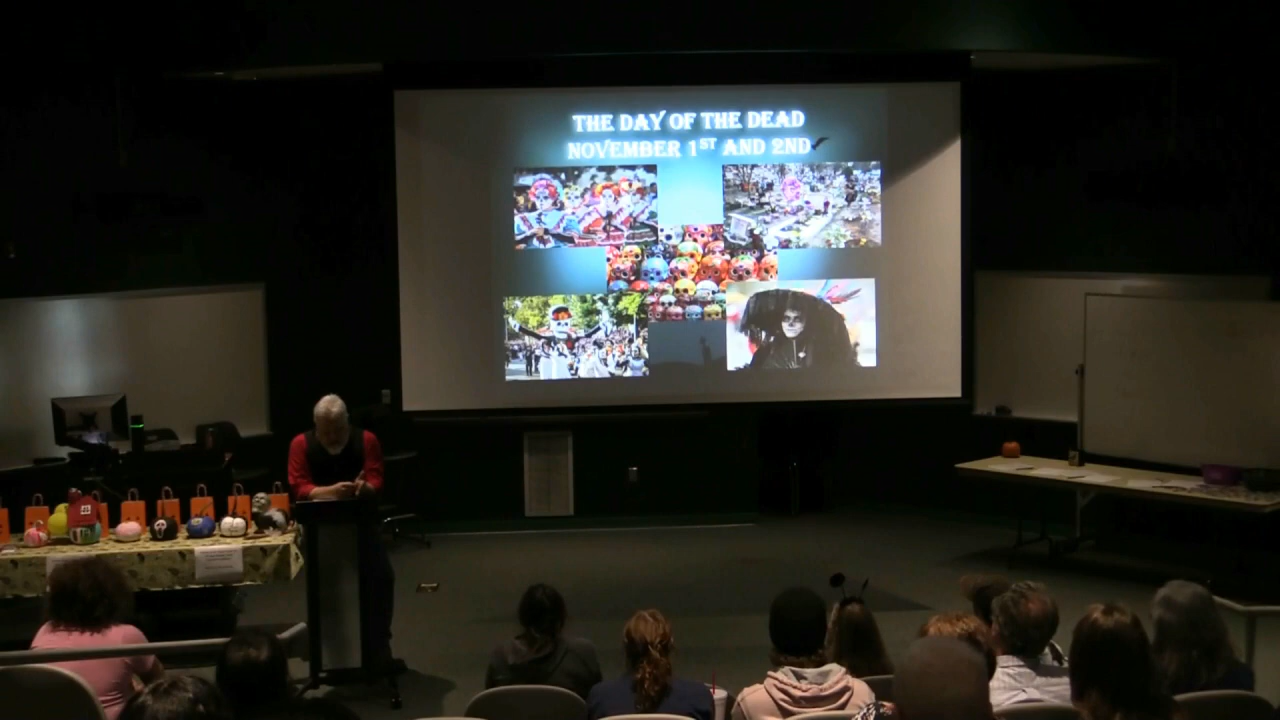 THE DAY OF THE DEAD
NOVEMBER 1ST AND 2ND